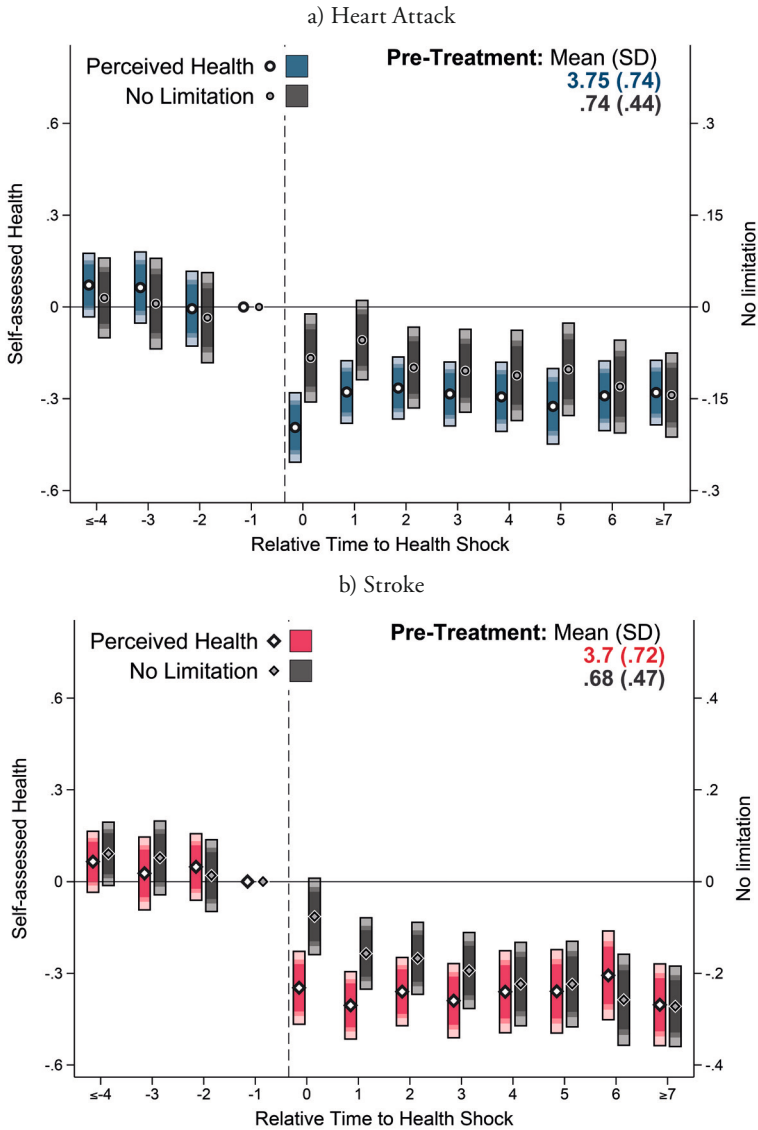 a) Heart Attack
Perceived Health
No Limitation
Pre-Treatment: Mean (SD)
3.75 (.74)
.74 (.44)
Self-assessed Health
.6
.3
0
-.3
-.6
No limitation
.3
.15
0
-.15
-.3
≤-4 -3 -2 -1 0 1 2 3 4 5 6 ≥7
Relative Time to Health Shock
b) Stroke
Perceived Health
No Limitation
Pre-Treatment: Mean (SD)
3.7 (.72)
.68 (.47)
Self-assessed Health
.6
.3
0
-.3
-.6
No limitation
.4
.2
0
-.2
-.4
≤-4 -3 -2 -1 0 1 2 3 4 5 6 ≥7
Relative Time to Health Shock